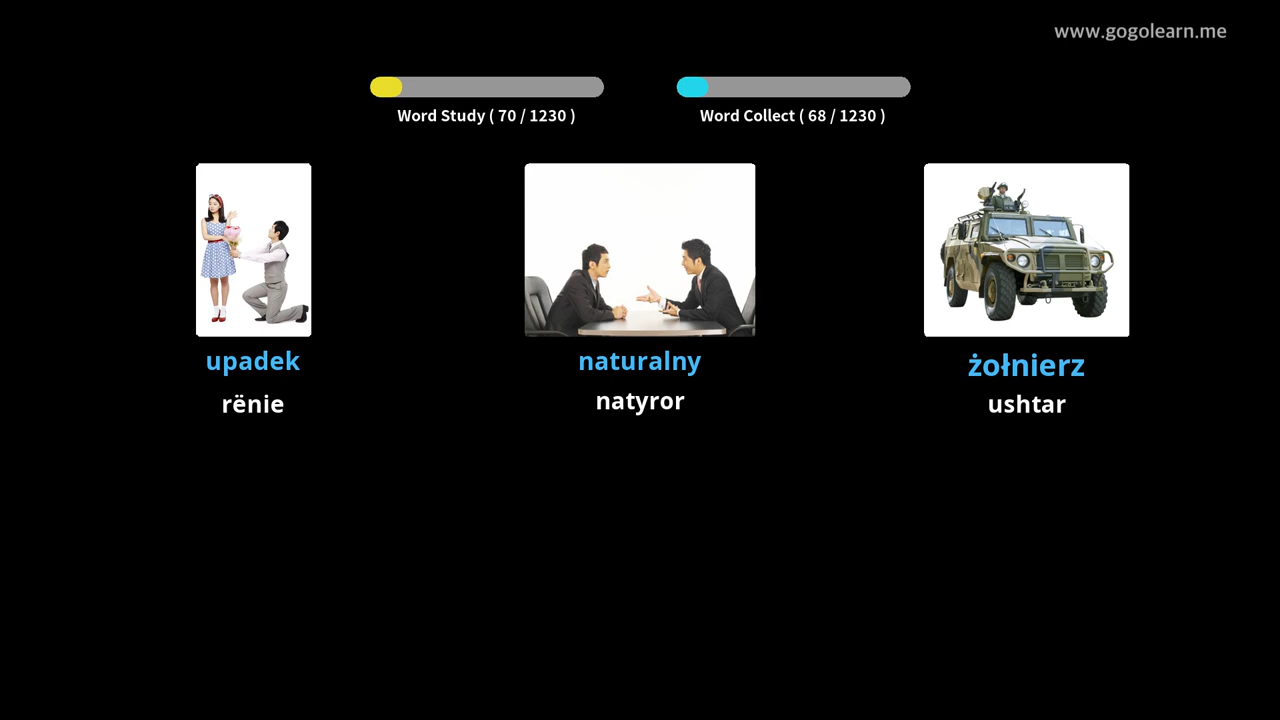 www.gogolearn.me
Word Study ( 70 / 1230 )
Word Collect ( 68 / 1230 )
upadek
naturalny
żołnierz
rënie
natyror
ushtar